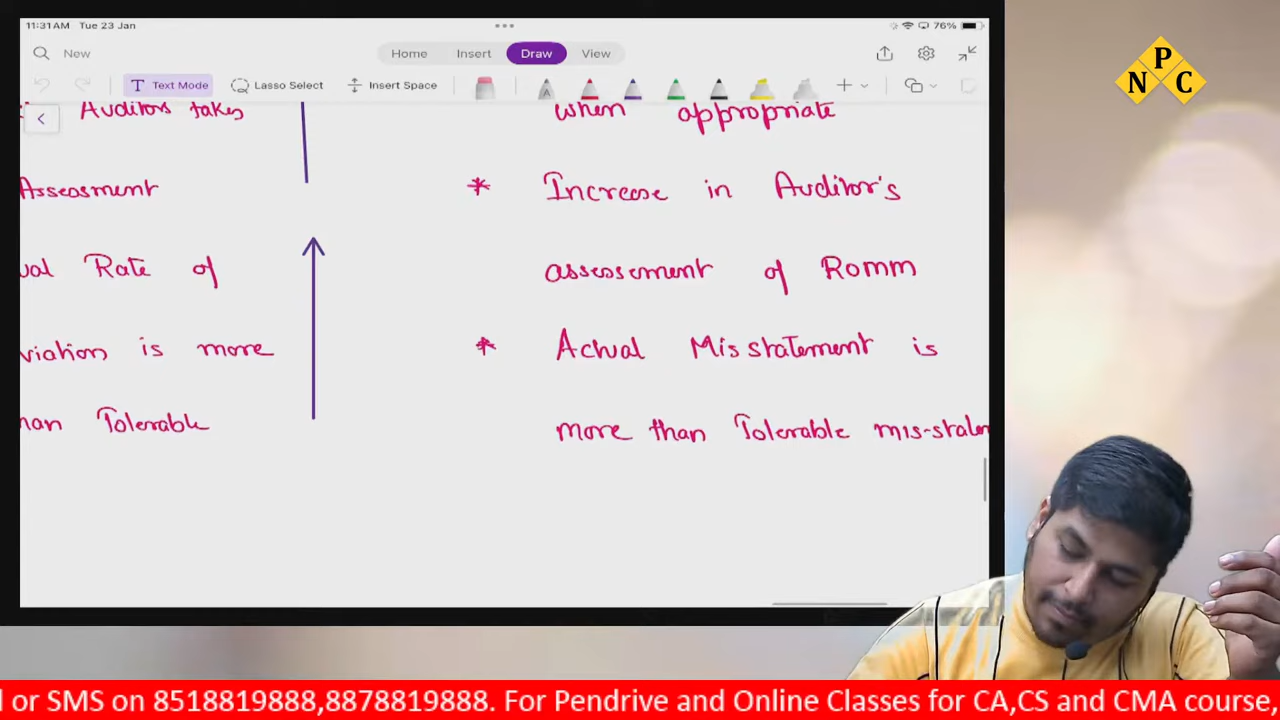 11:31AM Tue 23 Jan
76%
New
Home Insert Draw View
Text Mode Lasso Select Insert Space
Auditors takes
Assessment
ual Rate of
viation is more
han Tolerable
when appropriate
* Increase in Auditor's
assessment of Romm
* Actual Misstatement is
more than Tolerable mis-statem
N P C
or SMS on 8518819888,8878819888. For Pendrive and Online Classes for CA,CS and CMA course,